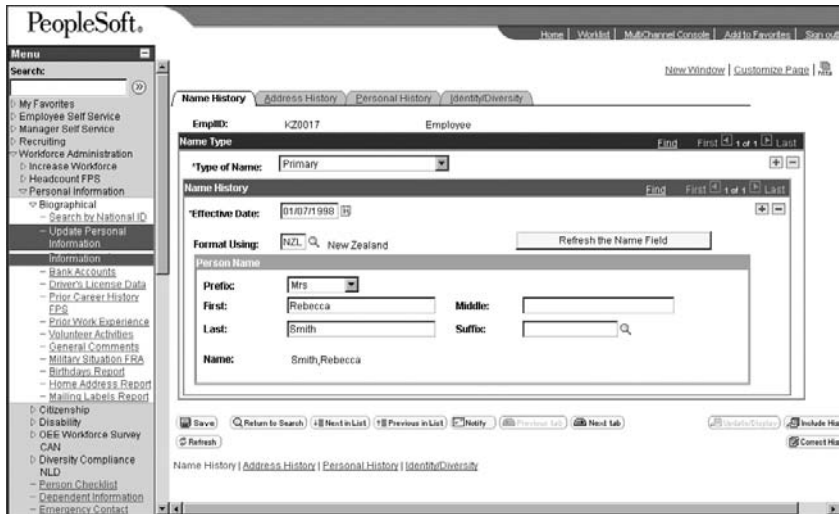 PeopleSoft.
Home | Worklist | MultiChannel Console | Add to Favorites | Sign out
Menu
Search:
My Favorites
Employee Self Service
Manager Self Service
Recruiting
Workforce Administration
Increase Workforce
Headcount FPS
Personal Information
Biographical
Search by National ID
Update Personal
Information
Information
Bank Accounts
Driver's License Data
Prior Career History
FPS
Prior Work Experience
Volunteer Activities
General Comments
Military Situation FRA
Birthdays Report
Home Address Report
Mailing Labels Report
Citizenship
Disability
OEE Workforce Survey
CAN
Diversity Compliance
NLD
Person Checklist
Dependent Information
Emergency Contact
New Window | Customize Page |
Name History Address History Personal History Identity/Diversity
EmplID: KZ0017 Employee
Name Type Find First 1 of 1 Last
*Type of Name: Primary
Name History Find First 1 of 1 Last
*Effective Date: 01/07/1998
Format Using: NZL New Zealand Refresh the Name Field
Person Name
Prefix: Mrs
First: Rebecca Middle:
Last: Smith Suffix:
Name: Smith,Rebecca
Save Return to Search Next in List Previous in List Notify Previous tab Next tab Update/Display Include His
Refresh Correct His
Name History | Address History | Personal History | Identity/Diversity